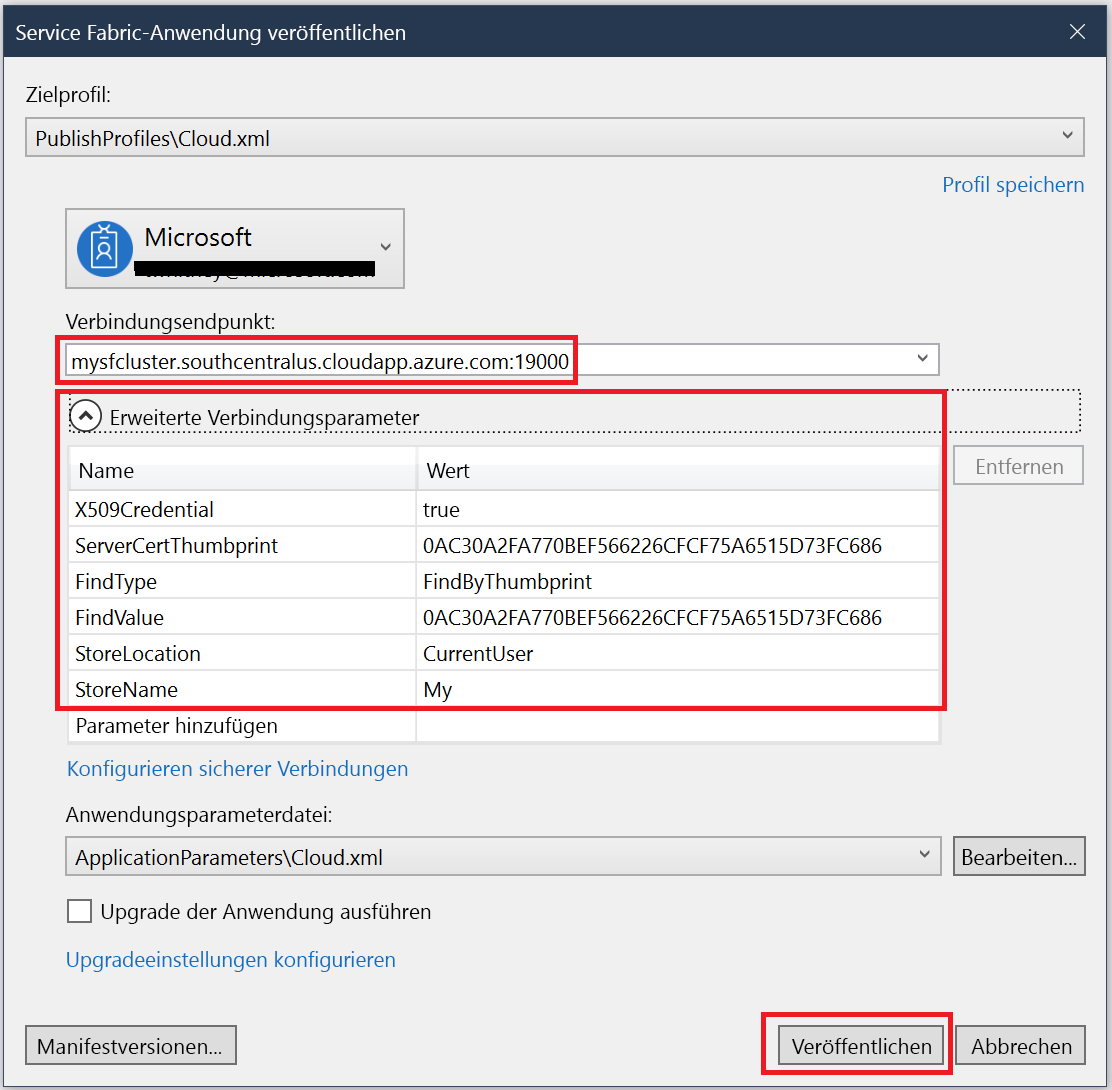 Service Fabric-Anwendung veröffentlichen
Zielprofil:
PublishProfiles\Cloud.xml
Profil speichern
Microsoft
Verbindungsendpunkt:
mysfcluster.southcentralus.cloudapp.azure.com:19000
Erweiterte Verbindungsparameter
Entfernen
Name Wert
X509Credential true
ServerCertThumbprint 0AC30A2FA770BEF566226CFCF75A6515D73FC686
FindType FindByThumbprint
FindValue 0AC30A2FA770BEF566226CFCF75A6515D73FC686
StoreLocation CurrentUser
StoreName My
Parameter hinzufügen
Konfigurieren sicherer Verbindungen
Anwendungsparameterdatei:
ApplicationParameters\Cloud.xml Bearbeiten...
Upgrade der Anwendung ausführen
Upgradeeinstellungen konfigurieren
Manifestversionen... Veröffentlichen Abbrechen